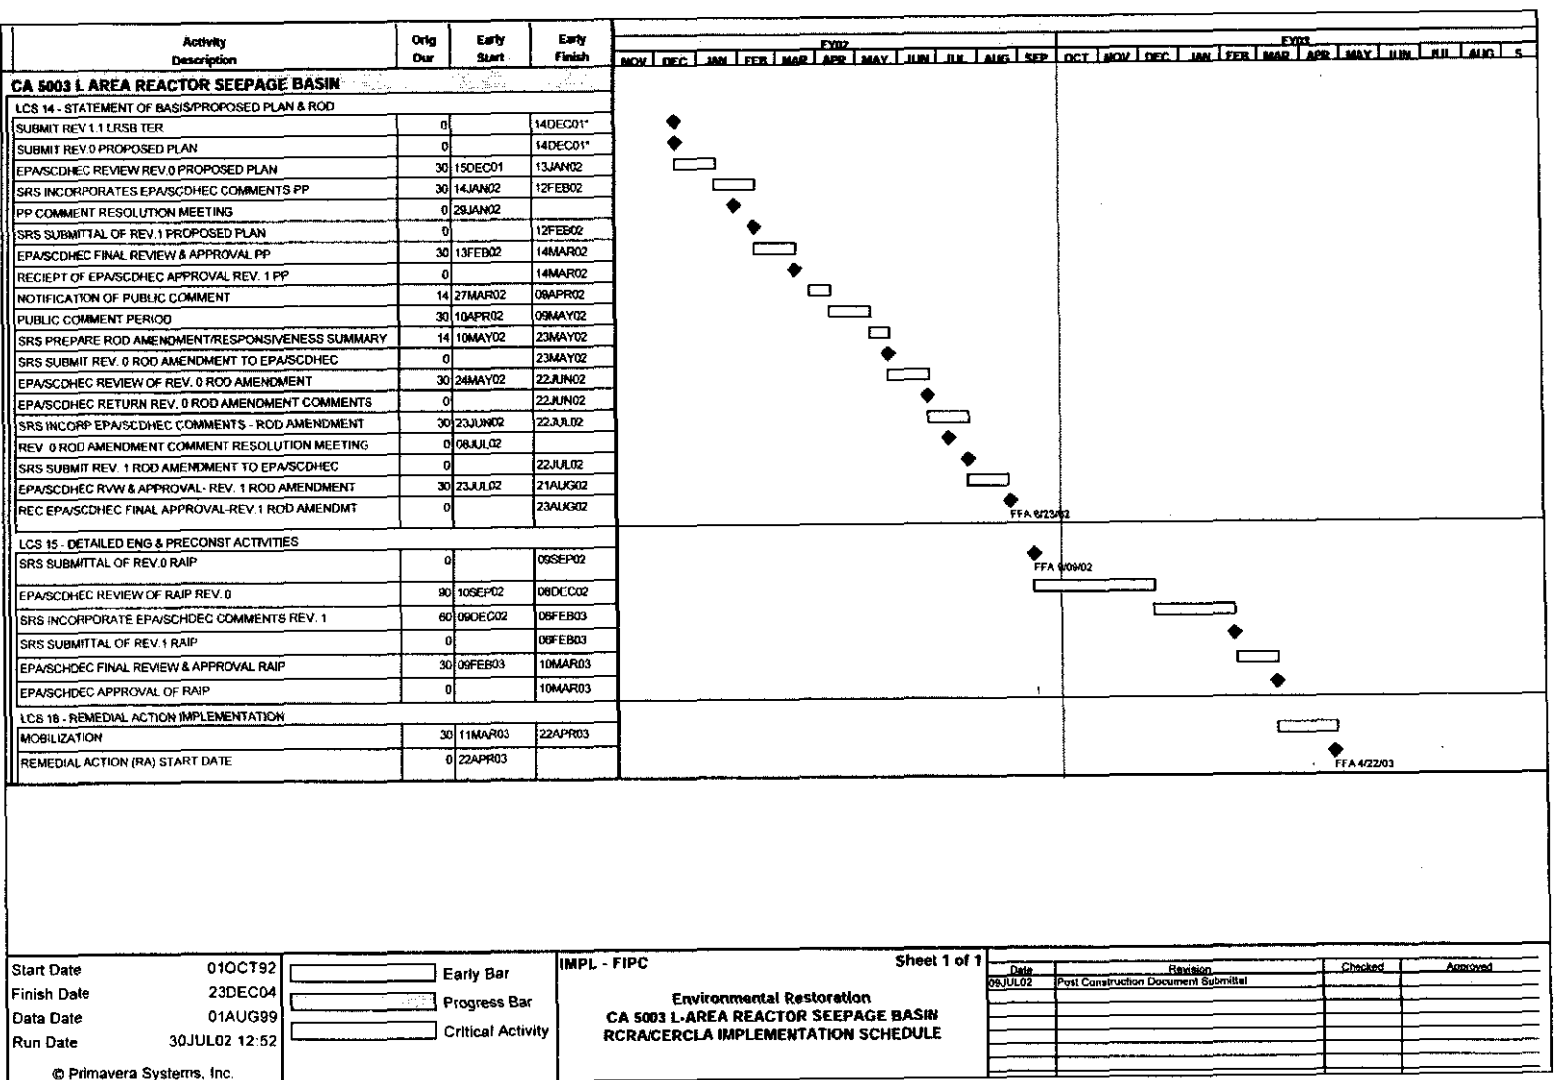 Activity Description Orig Dur Early Start Early Finish
FY02 FY03
NOV DEC JAN FEB MAR APR MAY JUN JUL AUG SEP OCT NOV DEC JAN FEB MAR APR MAY JUN JUL AUG S
CA 5003 L AREA REACTOR SEEPAGE BASIN
LCS 14 - STATEMENT OF BASIS/PROPOSED PLAN & ROD
SUBMIT REV 1.1 LRSB TER 0 14DEC01*
SUBMIT REV.0 PROPOSED PLAN 0 14DEC01*
EPA/SCDHEC REVIEW REV.0 PROPOSED PLAN 30 15DEC01 13JAN02
SRS INCORPORATES EPA/SCDHEC COMMENTS PP 30 14JAN02 12FEB02
PP COMMENT RESOLUTION MEETING 0 29JAN02
SRS SUBMITTAL OF REV.1 PROPOSED PLAN 0 12FEB02
EPA/SCDHEC FINAL REVIEW & APPROVAL PP 30 13FEB02 14MAR02
RECIEPT OF EPA/SCDHEC APPROVAL REV. 1 PP 0 14MAR02
NOTIFICATION OF PUBLIC COMMENT 14 27MAR02 09APR02
PUBLIC COMMENT PERIOD 30 10APR02 09MAY02
SRS PREPARE ROD AMENDMENT/RESPONSIVENESS SUMMARY 14 10MAY02 23MAY02
SRS SUBMIT REV. 0 ROD AMENDMENT TO EPA/SCDHEC 0 23MAY02
EPA/SCDHEC REVIEW OF REV. 0 ROD AMENDMENT 30 24MAY02 22JUN02
EPA/SCDHEC RETURN REV. 0 ROD AMENDMENT COMMENTS 0 22JUN02
SRS INCORP EPA/SCDHEC COMMENTS - ROD AMENDMENT 30 23JUN02 22JUL02
REV. 0 ROD AMENDMENT COMMENT RESOLUTION MEETING 0 08JUL02
SRS SUBMIT REV. 1 ROD AMENDMENT TO EPA/SCDHEC 0 22JUL02
EPA/SCDHEC RVW & APPROVAL- REV. 1 ROD AMENDMENT 30 23JUL02 21AUG02
REC EPA/SCDHEC FINAL APPROVAL-REV.1 ROD AMENDMT 0 23AUG02
FFA 8/23/02
LCS 15 - DETAILED ENG & PRECONST ACTIVITIES
SRS SUBMITTAL OF REV.0 RAIP 0 09SEP02
FFA 9/09/02
EPA/SCDHEC REVIEW OF RAIP REV. 0 90 10SEP02 08DEC02
SRS INCORPORATE EPA/SCHDEC COMMENTS REV. 1 60 09DEC02 06FEB03
SRS SUBMITTAL OF REV.1 RAIP 0 06FEB03
EPA/SCHDEC FINAL REVIEW & APPROVAL RAIP 30 09FEB03 10MAR03
EPA/SCHDEC APPROVAL OF RAIP 0 10MAR03
LCS 16 - REMEDIAL ACTION IMPLEMENTATION
MOBILIZATION 30 11MAR03 22APR03
REMEDIAL ACTION (RA) START DATE 0 22APR03
FFA 4/22/03
Start Date 01OCT92
Finish Date 23DEC04
Data Date 01AUG99
Run Date 30JUL02 12:52
© Primavera Systems, Inc.
Early Bar
Progress Bar
Critical Activity
IMPL - FIPC Sheet 1 of 1
Environmental Restoration
CA 5003 L-AREA REACTOR SEEPAGE BASIN
RCRA/CERCLA IMPLEMENTATION SCHEDULE
Date Revision Checked Approved
09JUL02 Post Construction Document Submittal